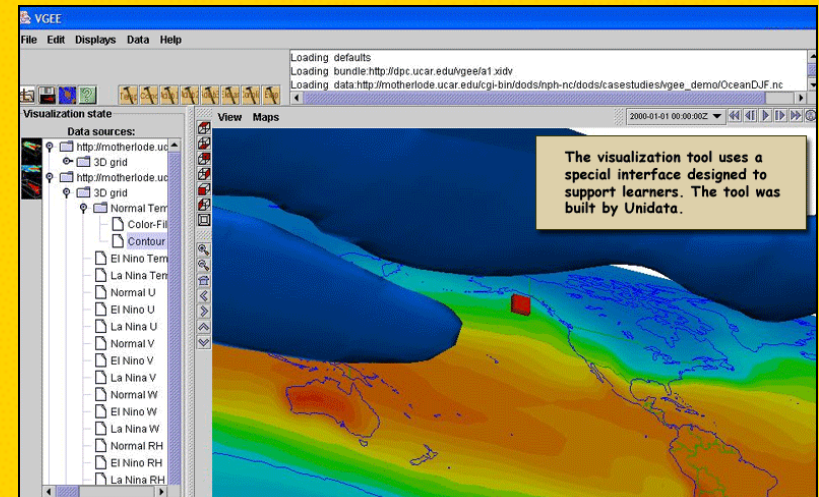 VGEE
File Edit Displays Data Help
Loading defaults
Loading bundle:http://dpc.ucar.edu/vgee/a1.xidv
Loading data:http://motherlode.ucar.edu/cgi-bin/dods/nph-nc/dods/casestudies/vgee_demo/OceanDJF.nc
Visualization state
View Maps
2000-01-01 00:00:00Z
Data sources:
http://motherlode.uc
3D grid
http://motherlode.uc
3D grid
Normal Tem
Color-Fil
Contour
El Nino Tem
La Nina Tem
Normal U
El Nino U
La Nina U
Normal V
El Nino V
La Nina V
Normal W
El Nino W
La Nina W
Normal RH
El Nino RH
La Nina RH
The visualization tool uses a
special interface designed to
support learners. The tool was
built by Unidata.